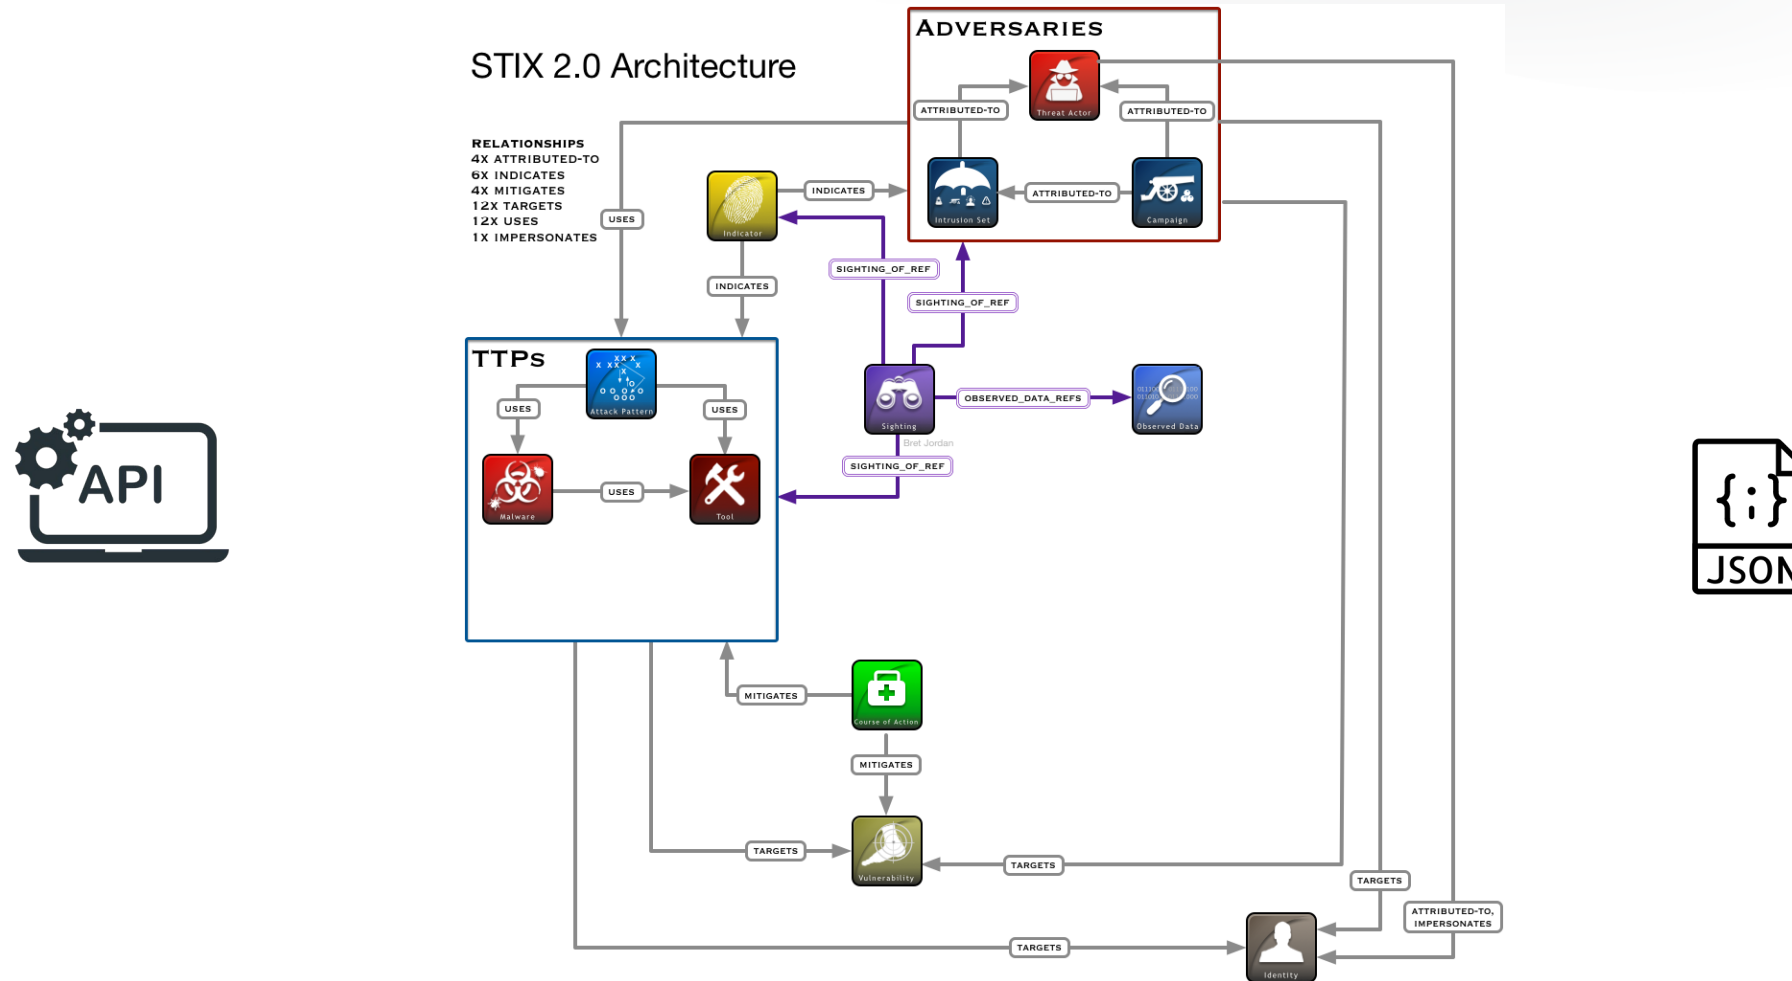 STIX 2.0 Architecture
RELATIONSHIPS
4X ATTRIBUTED-TO
6X INDICATES
4X MITIGATES
12X TARGETS
12X USES
1X IMPERSONATES
ADVERSARIES
Threat Actor
ATTRIBUTED-TO
ATTRIBUTED-TO
Intrusion Set
ATTRIBUTED-TO
Campaign
Indicator
INDICATES
USES
INDICATES
SIGHTING_OF_REF
SIGHTING_OF_REF
TTPs
Attack Pattern
USES
USES
Malware
USES
Tool
Sighting
Bret Jordan
OBSERVED_DATA_REFS
Observed Data
SIGHTING_OF_REF
API
{;}
JSON
MITIGATES
Course of Action
MITIGATES
TARGETS
Vulnerability
TARGETS
TARGETS
ATTRIBUTED-TO,
IMPERSONATES
TARGETS
Identity